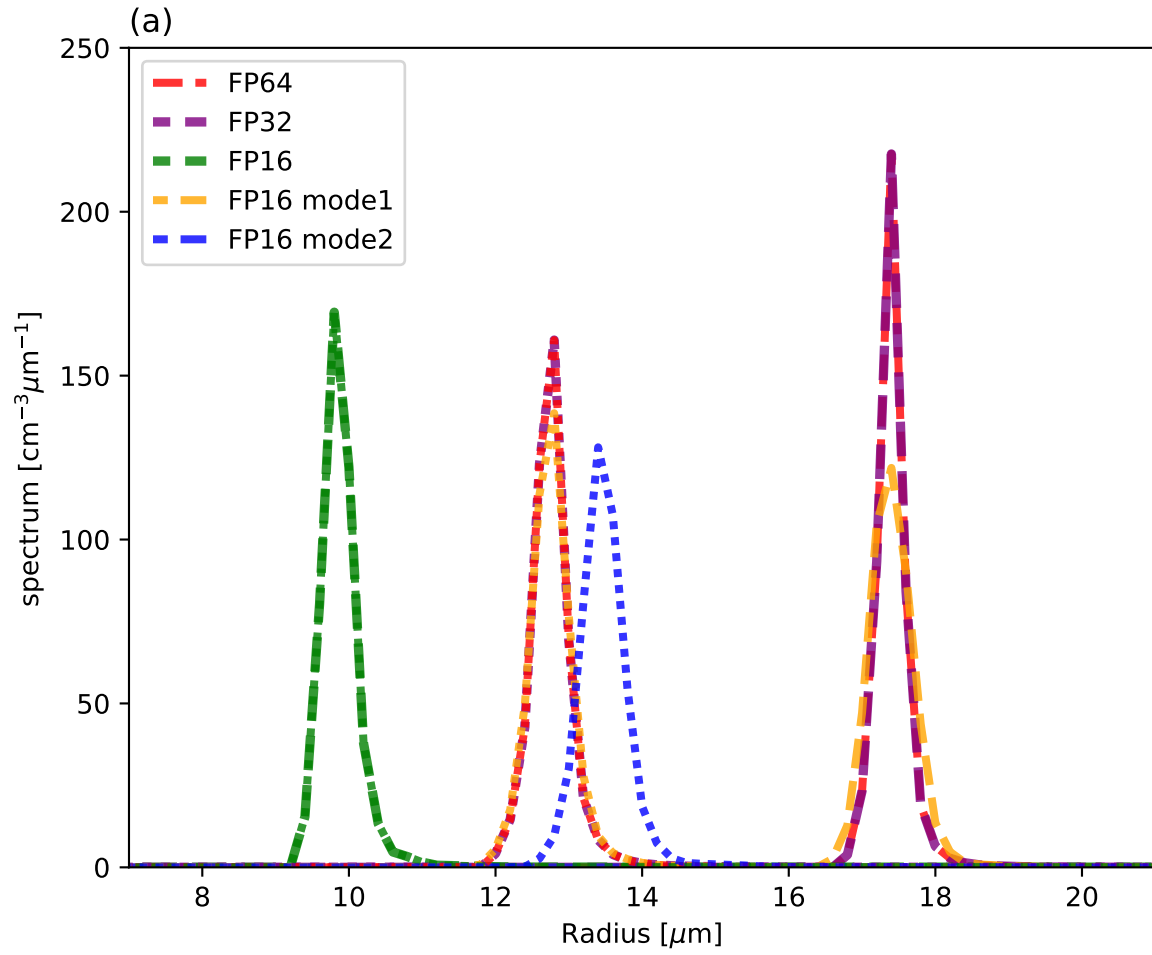 (a)
250
200
150
100
50
0
spectrum [cm⁻³μm⁻¹]
FP64
FP32
FP16
FP16 mode1
FP16 mode2
8 10 12 14 16 18 20
Radius [μm]